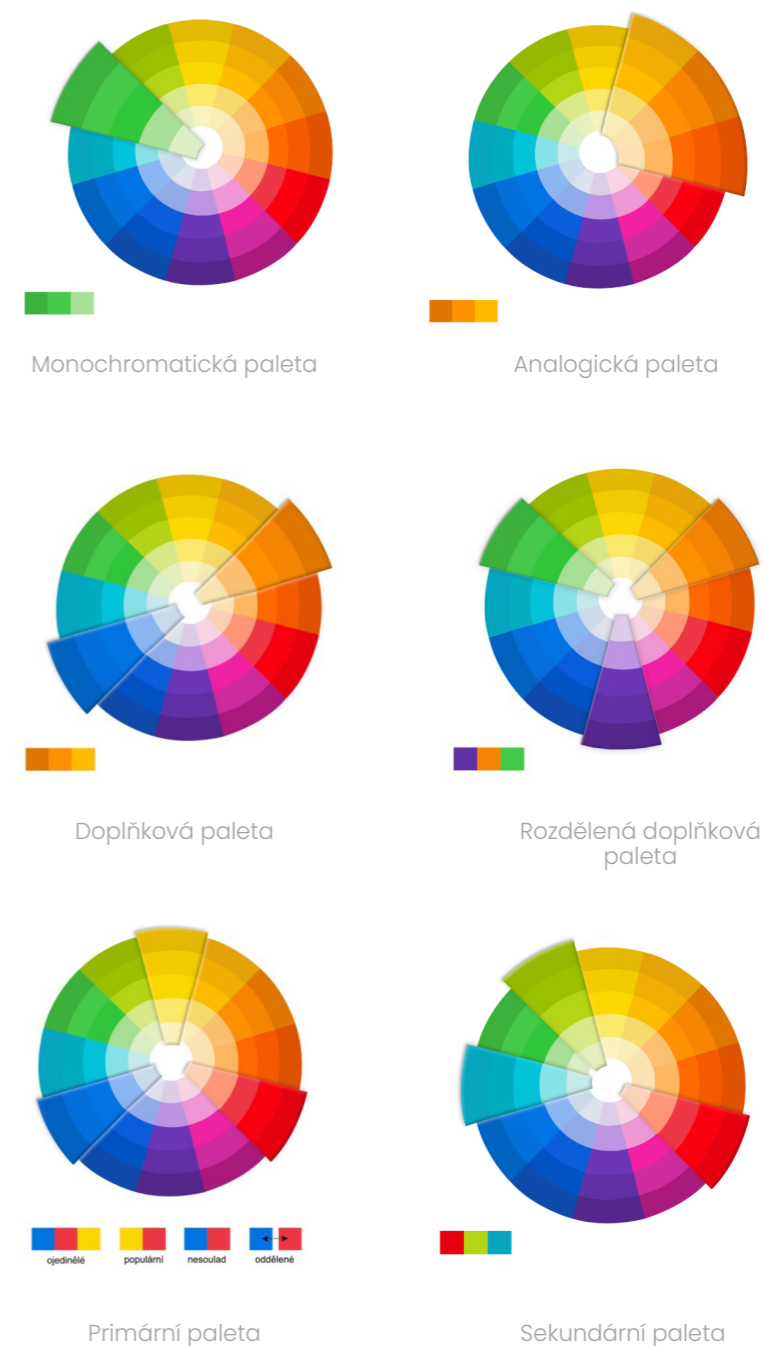 Monochromatická paleta
Analogická paleta
Doplňková paleta
Rozdělená doplňková
paleta
ojedinělé
populární
nesoulad
oddělené
Primární paleta
Sekundární paleta